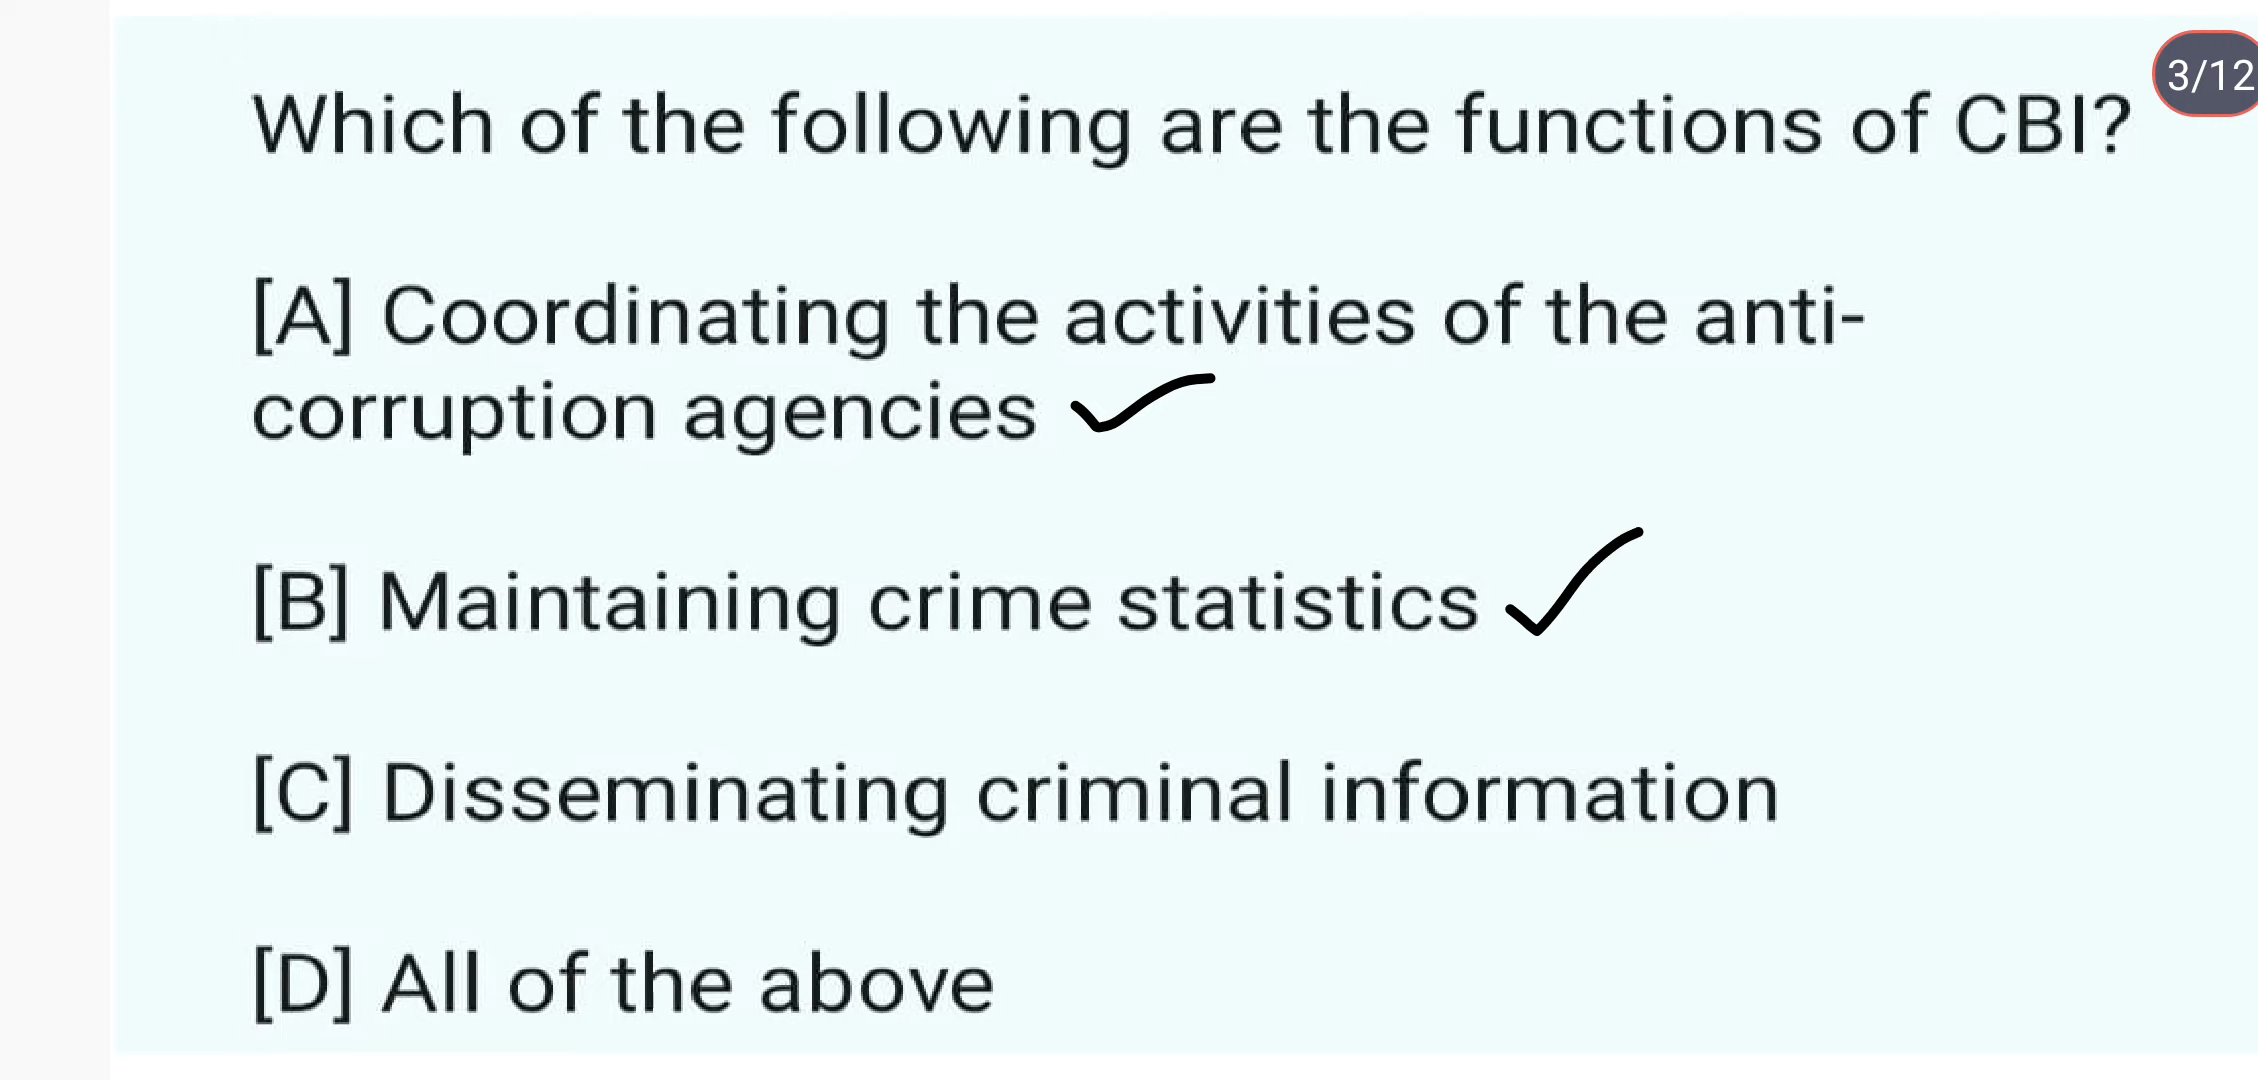 3/12
Which of the following are the functions of CBI?
[A] Coordinating the activities of the anti-
corruption agencies
[B] Maintaining crime statistics
[C] Disseminating criminal information
[D] All of the above